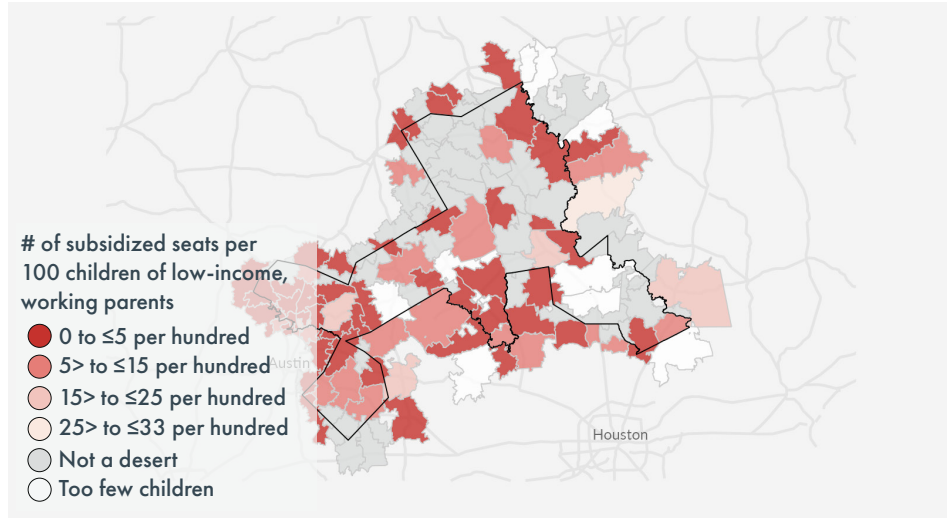 # of subsidized seats per
100 children of low-income,
working parents
0 to ≤5 per hundred
5> to ≤15 per hundred
15> to ≤25 per hundred
25> to ≤33 per hundred
Not a desert
Too few children
Austin
Houston